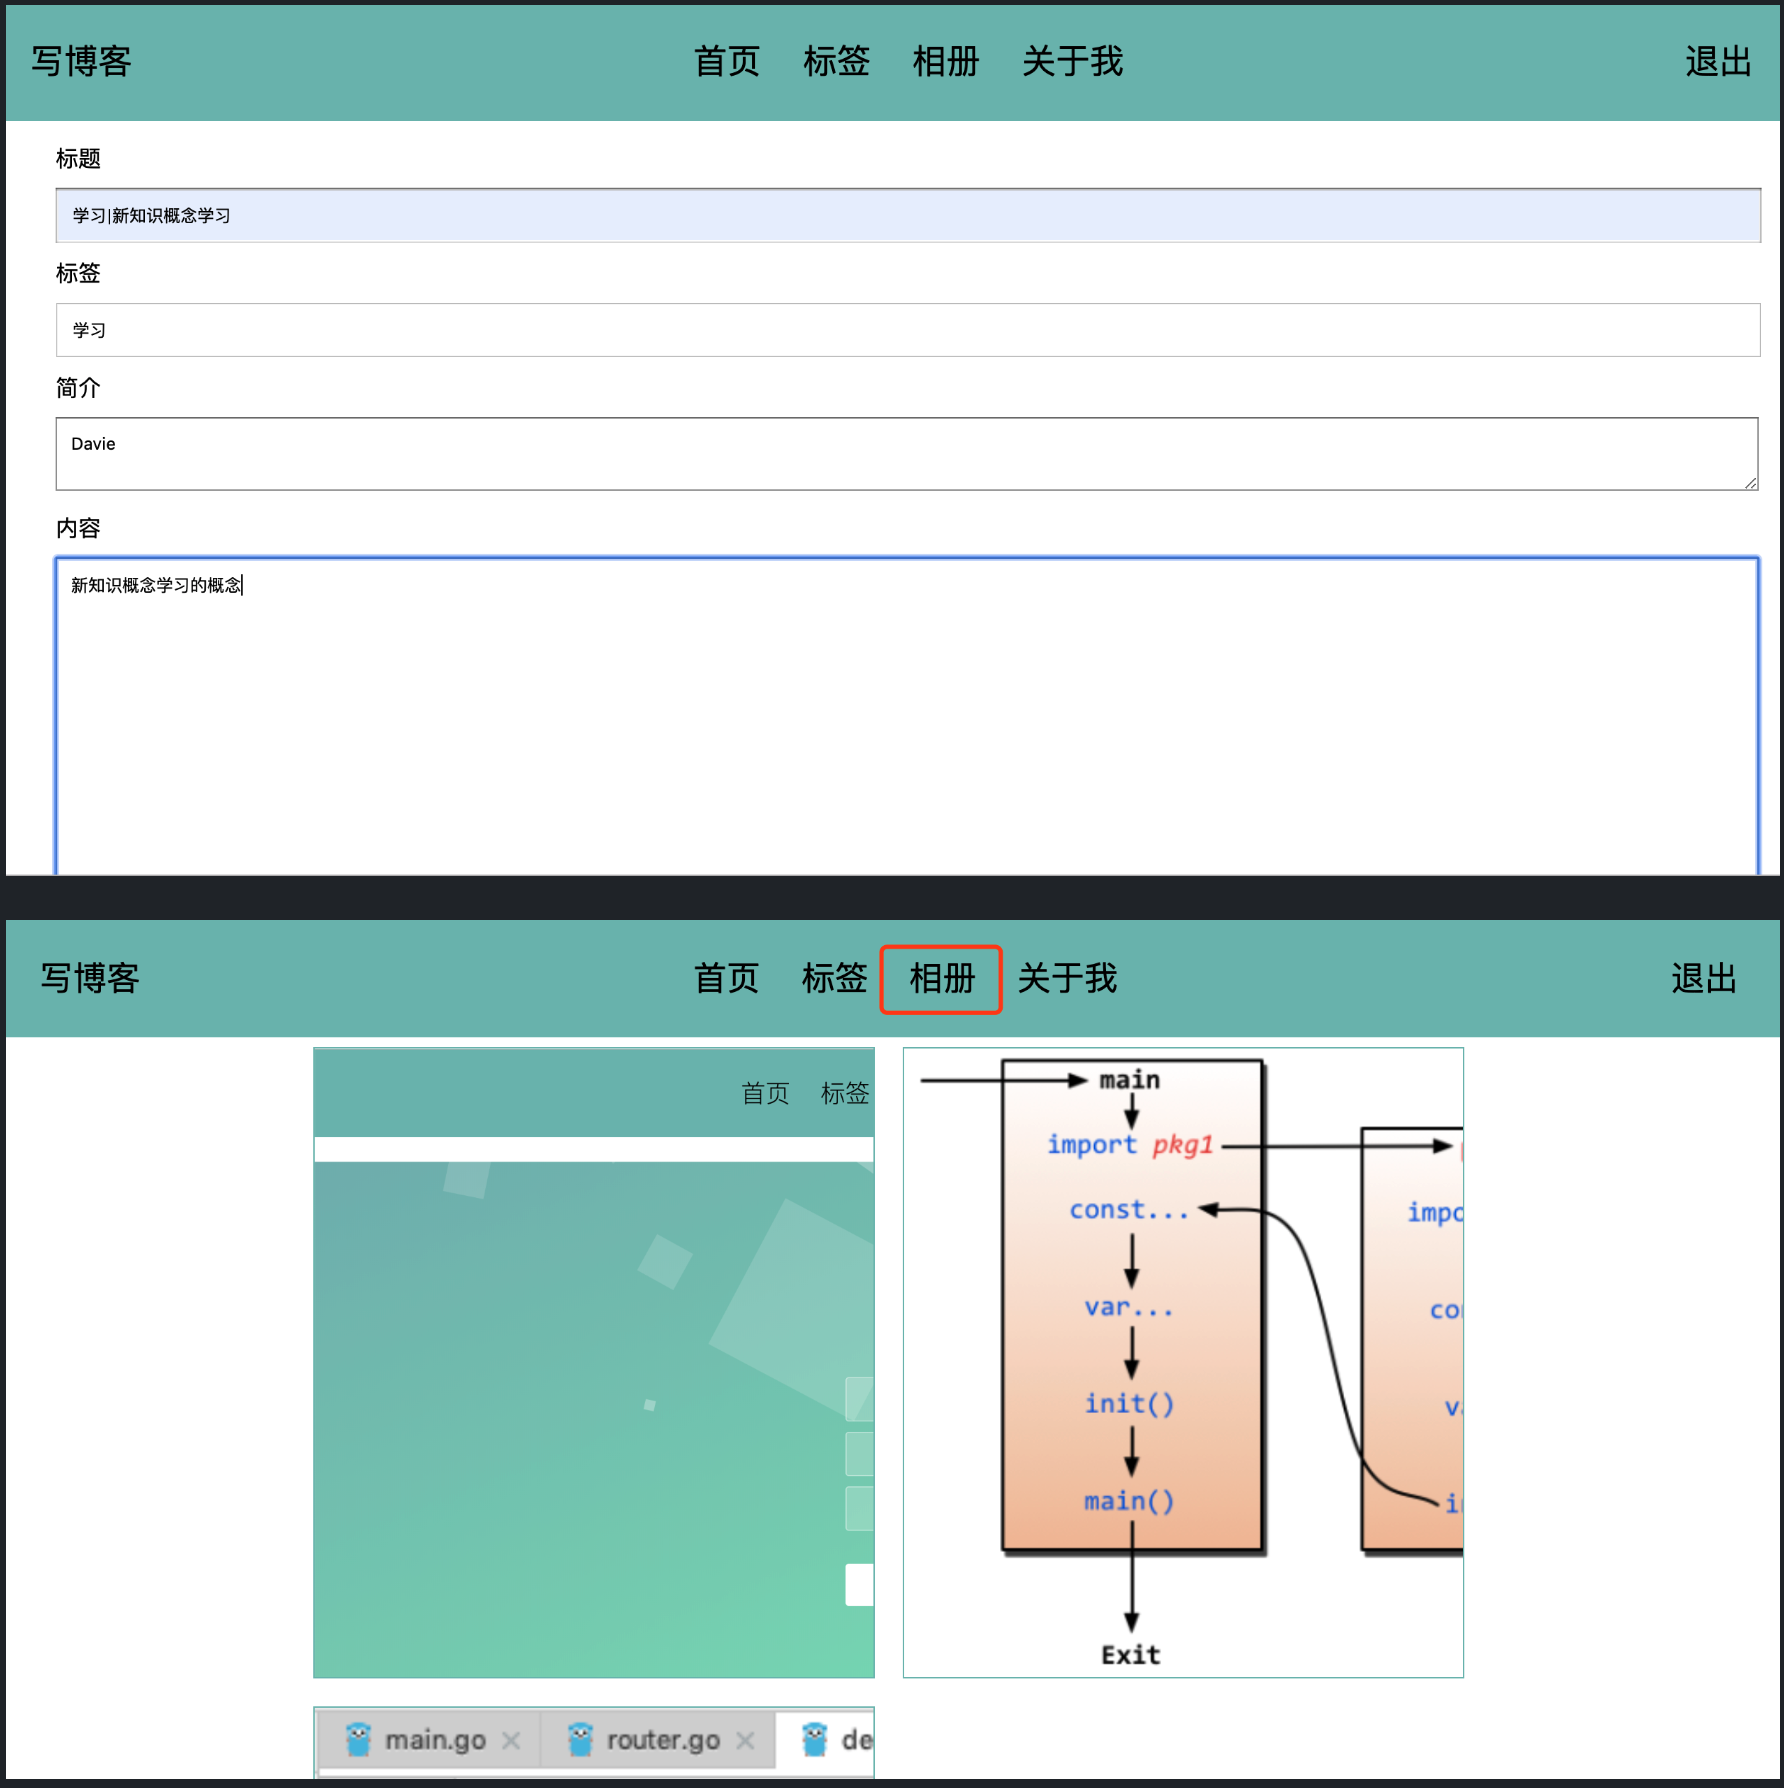 写博客 首页 标签 相册 关于我 退出
标题
学习|新知识概念学习
标签
学习
简介
Davie
内容
新知识概念学习的概念
写博客 首页 标签 相册 关于我 退出
首页 标签
main
import pkg1
const...
var...
init()
main()
Exit
impo
co
main.go router.go de